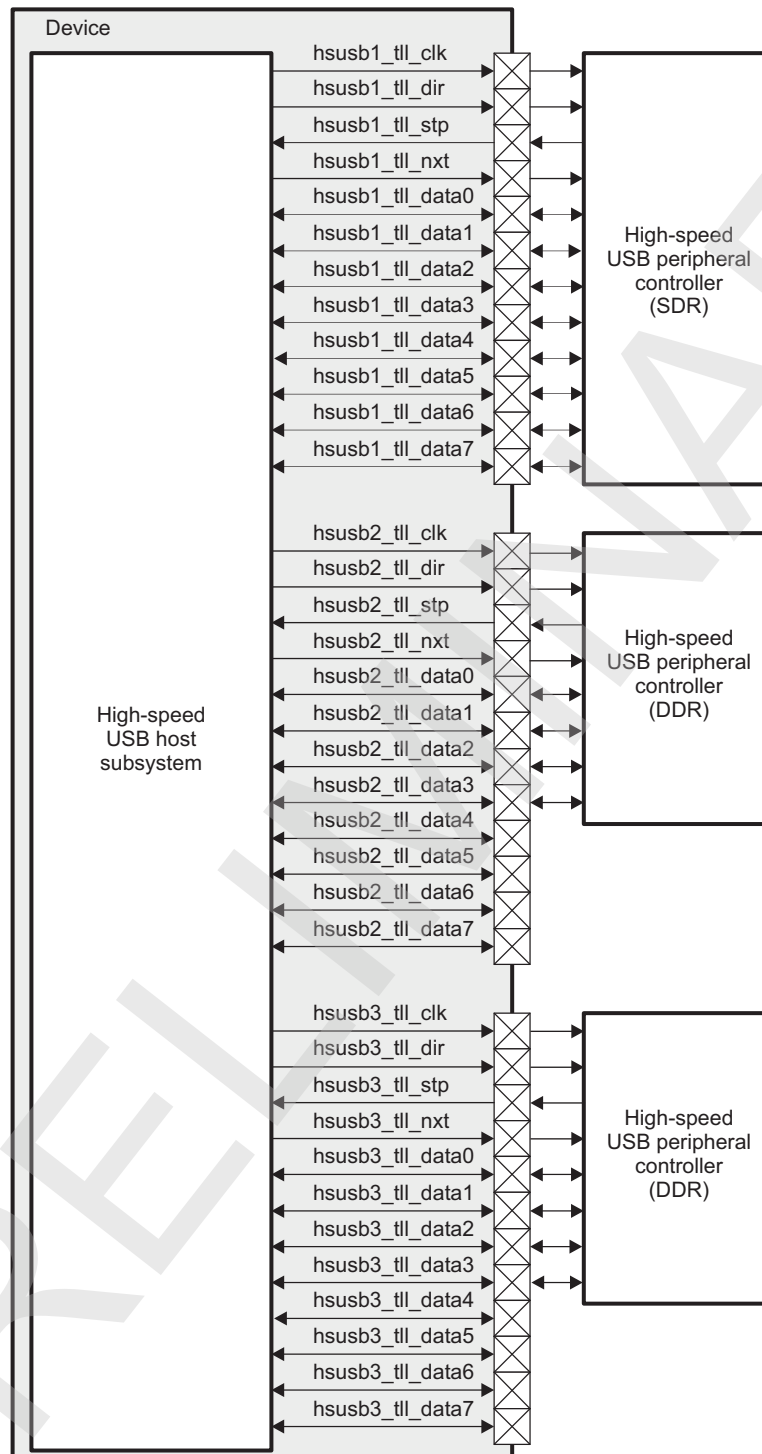 Device
hsusb1_tll_clk
hsusb1_tll_dir
hsusb1_tll_stp
hsusb1_tll_nxt
hsusb1_tll_data0
hsusb1_tll_data1
hsusb1_tll_data2
hsusb1_tll_data3
hsusb1_tll_data4
hsusb1_tll_data5
hsusb1_tll_data6
hsusb1_tll_data7
High-speed
USB peripheral
controller
(SDR)
hsusb2_tll_clk
hsusb2_tll_dir
hsusb2_tll_stp
hsusb2_tll_nxt
hsusb2_tll_data0
hsusb2_tll_data1
hsusb2_tll_data2
hsusb2_tll_data3
hsusb2_tll_data4
hsusb2_tll_data5
hsusb2_tll_data6
hsusb2_tll_data7
High-speed
USB peripheral
controller
(DDR)
High-speed
USB host
subsystem
hsusb3_tll_clk
hsusb3_tll_dir
hsusb3_tll_stp
hsusb3_tll_nxt
hsusb3_tll_data0
hsusb3_tll_data1
hsusb3_tll_data2
hsusb3_tll_data3
hsusb3_tll_data4
hsusb3_tll_data5
hsusb3_tll_data6
hsusb3_tll_data7
High-speed
USB peripheral
controller
(DDR)
RELIMINA